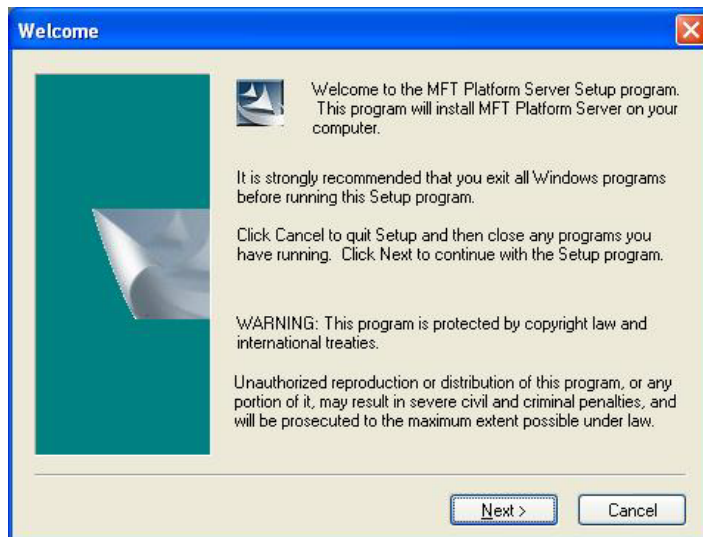 Welcome
Welcome to the MFT Platform Server Setup program.
This program will install MFT Platform Server on your
computer.
It is strongly recommended that you exit all Windows programs
before running this Setup program.
Click Cancel to quit Setup and then close any programs you
have running. Click Next to continue with the Setup program.
WARNING: This program is protected by copyright law and
international treaties.
Unauthorized reproduction or distribution of this program, or any
portion of it, may result in severe civil and criminal penalties, and
will be prosecuted to the maximum extent possible under law.
Next >
Cancel